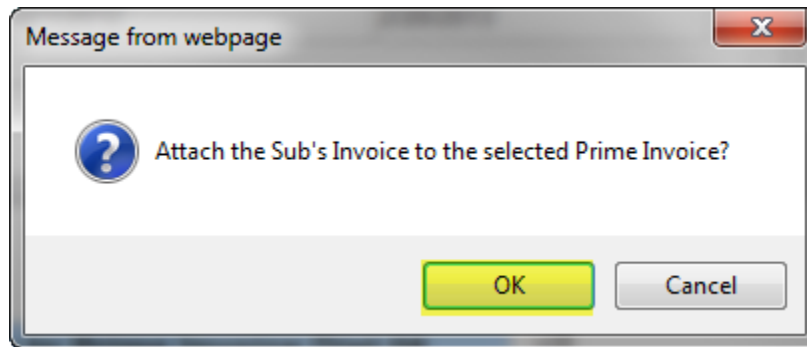 Message from webpage
Attach the Sub's Invoice to the selected Prime Invoice?
OK
Cancel